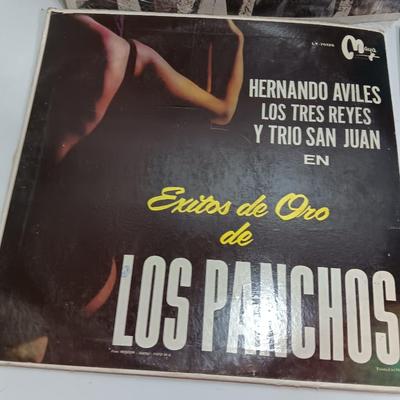 HERNANDO AVILES
LOS TRES REYES
Y TRIO SAN JUAN
EN
Exitos de Oro
de
LOS PANCHOS